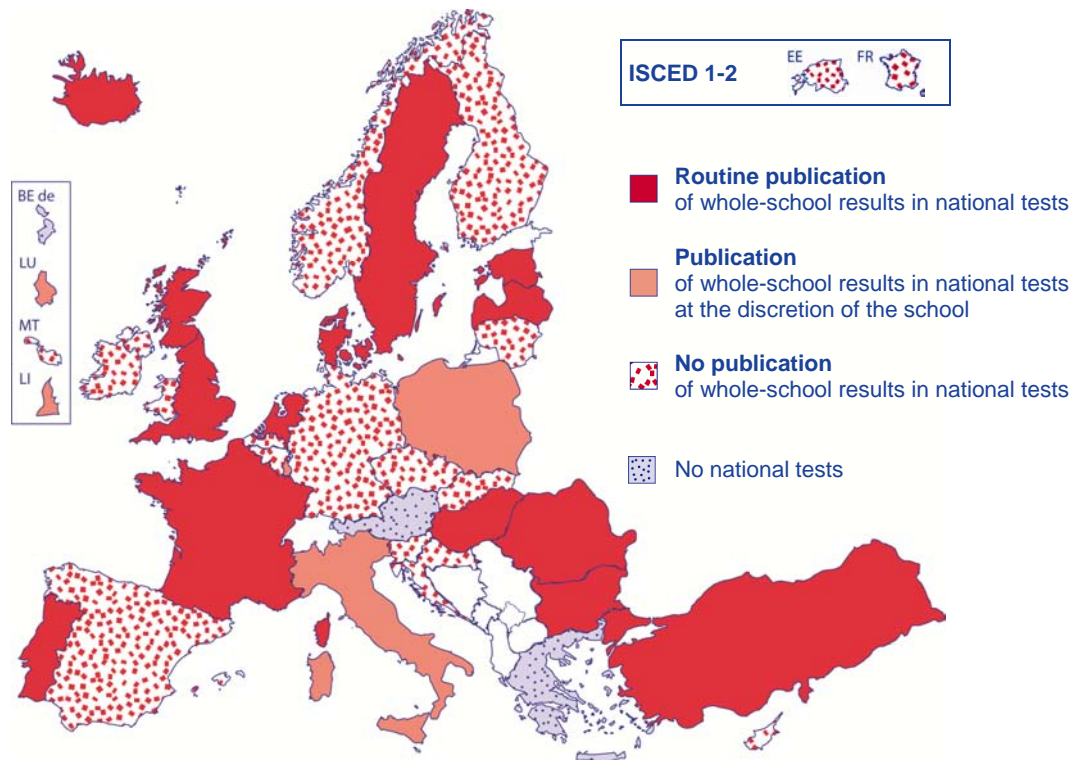 ISCED 1-2
EE
FR
Routine publication
of whole-school results in national tests
Publication
of whole-school results in national tests
at the discretion of the school
No publication
of whole-school results in national tests
No national tests
BE de
LU
MT
LI